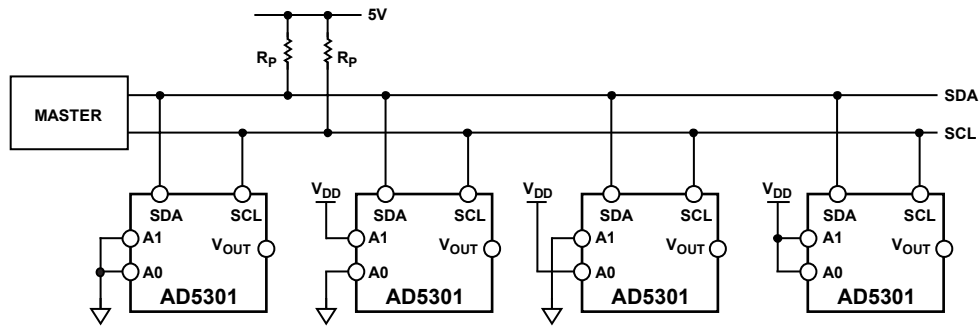 5V
RP RP
MASTER
SDA
SCL
SDA SCL
A1
VOUT
A0
AD5301
VDD
SDA SCL
A1
VOUT
A0
AD5301
VDD
SDA SCL
A1
VOUT
A0
AD5301
VDD
SDA SCL
A1
VOUT
A0
AD5301